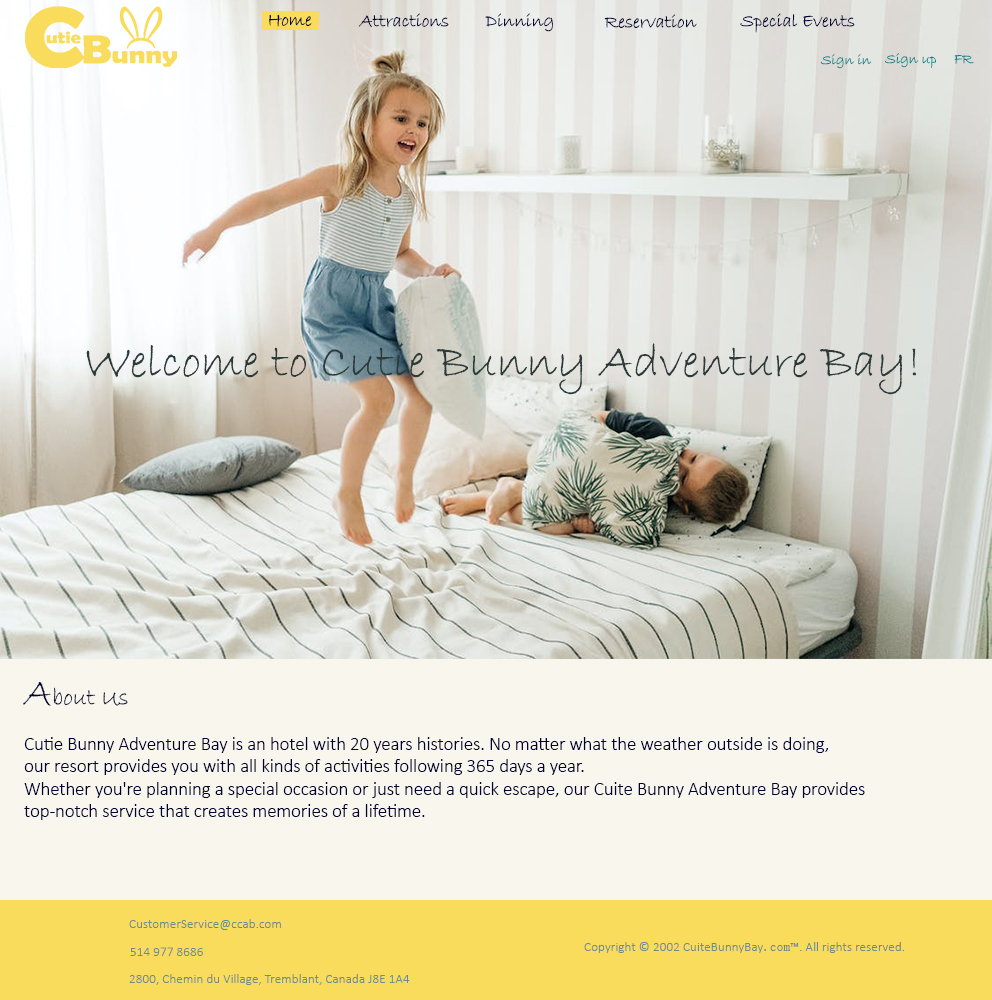 Cutie Bunny
Home Attractions Dinning Reservation Special Events
Sign in Sign up FR
Welcome to Cutie Bunny Adventure Bay!
About Us
Cutie Bunny Adventure Bay is an hotel with 20 years histories. No matter what the weather outside is doing,
our resort provides you with all kinds of activities following 365 days a year.
Whether you're planning a special occasion or just need a quick escape, our Cuite Bunny Adventure Bay provides
top-notch service that creates memories of a lifetime.
CustomerService@ccab.com
514 977 8686
2800, Chemin du Village, Tremblant, Canada J8E 1A4
Copyright © 2002 CuiteBunnyBay. com™. All rights reserved.